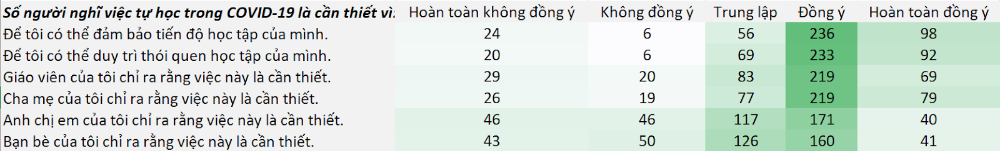 Số người nghĩ việc tự học trong COVID-19 là cần thiết vì: Hoàn toàn không đồng ý Không đồng ý Trung lập Đồng ý Hoàn toàn đồng ý
Để tôi có thể đảm bảo tiến độ học tập của mình. 24 6 56 236 98
Để tôi có thể duy trì thói quen học tập của mình. 20 6 69 233 92
Giáo viên của tôi chỉ ra rằng việc này là cần thiết. 29 20 83 219 69
Cha mẹ của tôi chỉ ra rằng việc này là cần thiết. 26 19 77 219 79
Anh chị em của tôi chỉ ra rằng việc này là cần thiết. 46 46 117 171 40
Bạn bè của tôi chỉ ra rằng việc này là cần thiết. 43 50 126 160 41